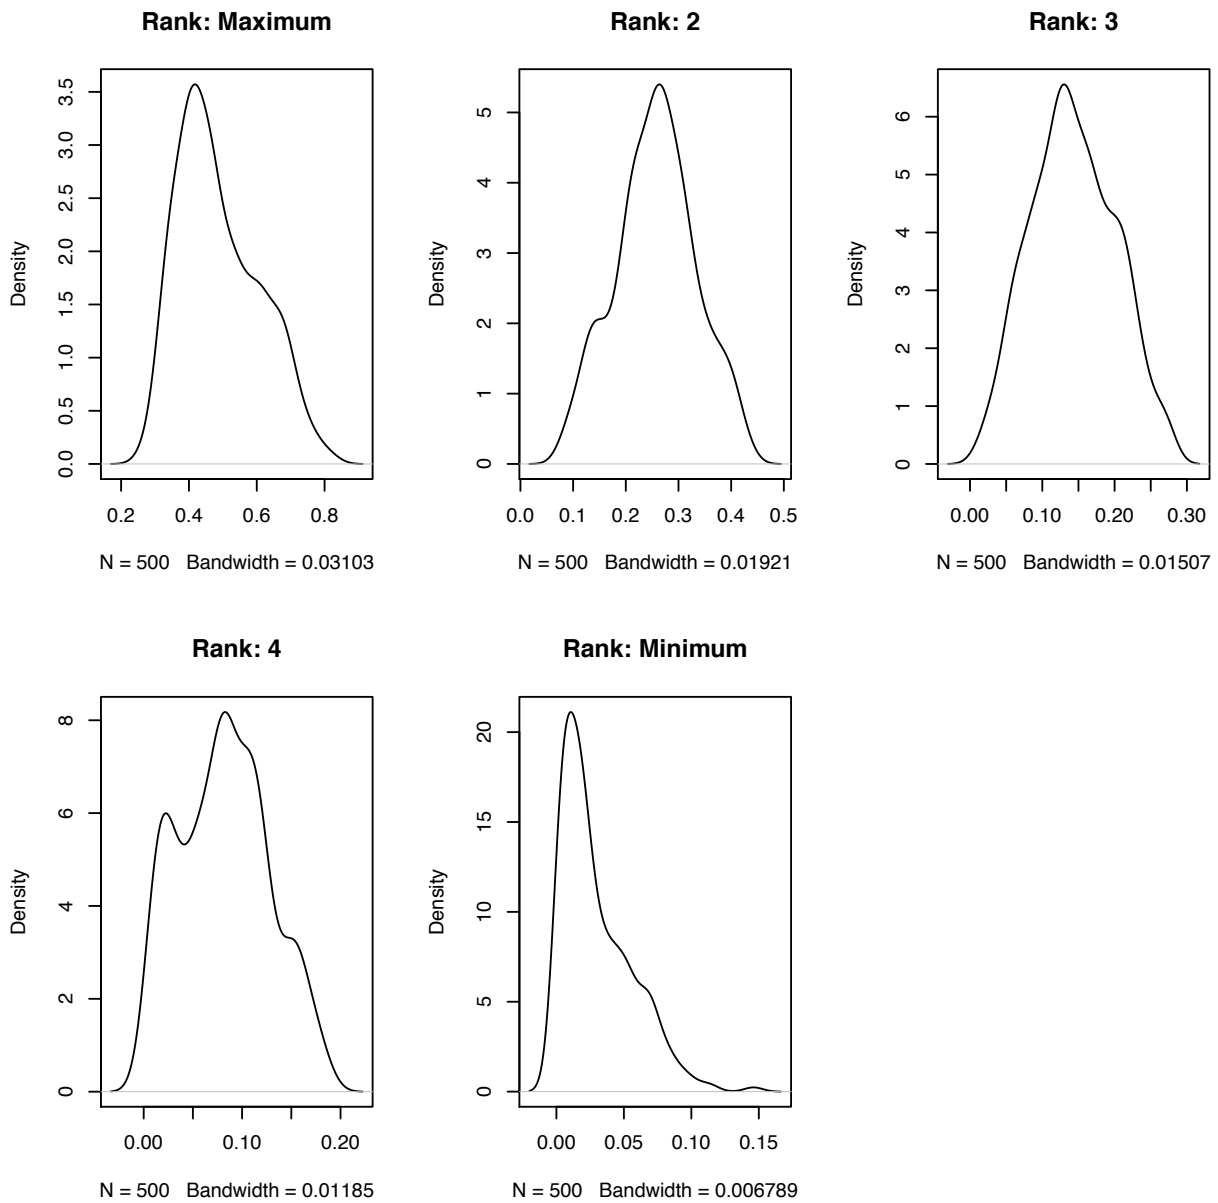 Rank: Maximum
Density
0.0 0.5 1.0 1.5 2.0 2.5 3.0 3.5
0.2 0.4 0.6 0.8
N = 500 Bandwidth = 0.03103
Rank: 2
Density
0 1 2 3 4 5
0.0 0.1 0.2 0.3 0.4 0.5
N = 500 Bandwidth = 0.01921
Rank: 3
Density
0 1 2 3 4 5 6
0.00 0.10 0.20 0.30
N = 500 Bandwidth = 0.01507
Rank: 4
Density
0 2 4 6 8
0.00 0.10 0.20
N = 500 Bandwidth = 0.01185
Rank: Minimum
Density
0 5 10 15 20
0.00 0.05 0.10 0.15
N = 500 Bandwidth = 0.006789